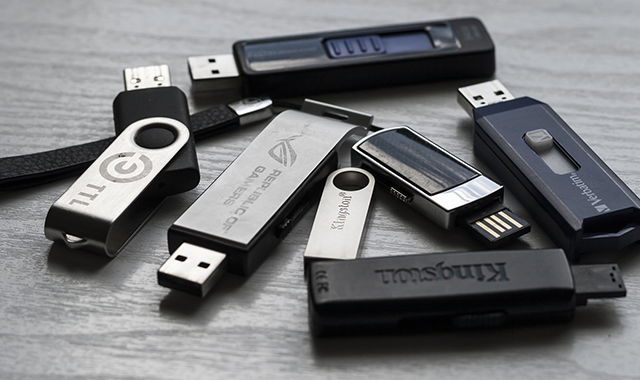 TTL
REPUBLIC OF
GAMERS
Kingston
Verbatim
Kingston